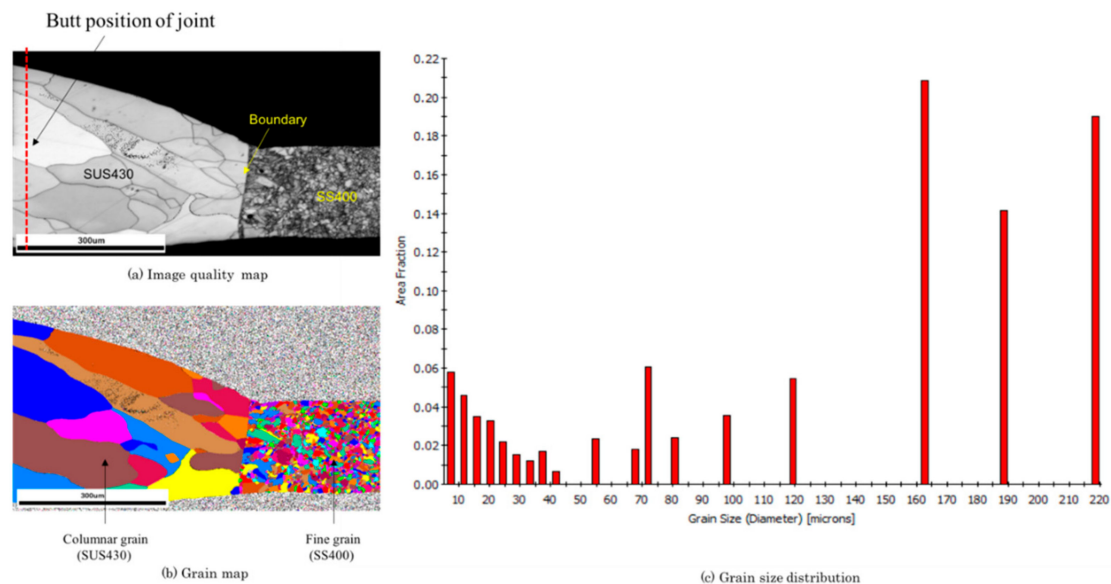 Butt position of joint
Boundary
SUS430
SS400
300um
(a) Image quality map
300um
Columnar grain
(SUS430)
Fine grain
(SS400)
(b) Grain map
0.22
0.20
0.18
0.16
0.14
0.12
0.10
0.08
0.06
0.04
0.02
0.00
Area Fraction
10 20 30 40 50 60 70 80 90 100 110 120 130 140 150 160 170 180 190 200 210 220
Grain Size (Diameter) [microns]
(c) Grain size distribution